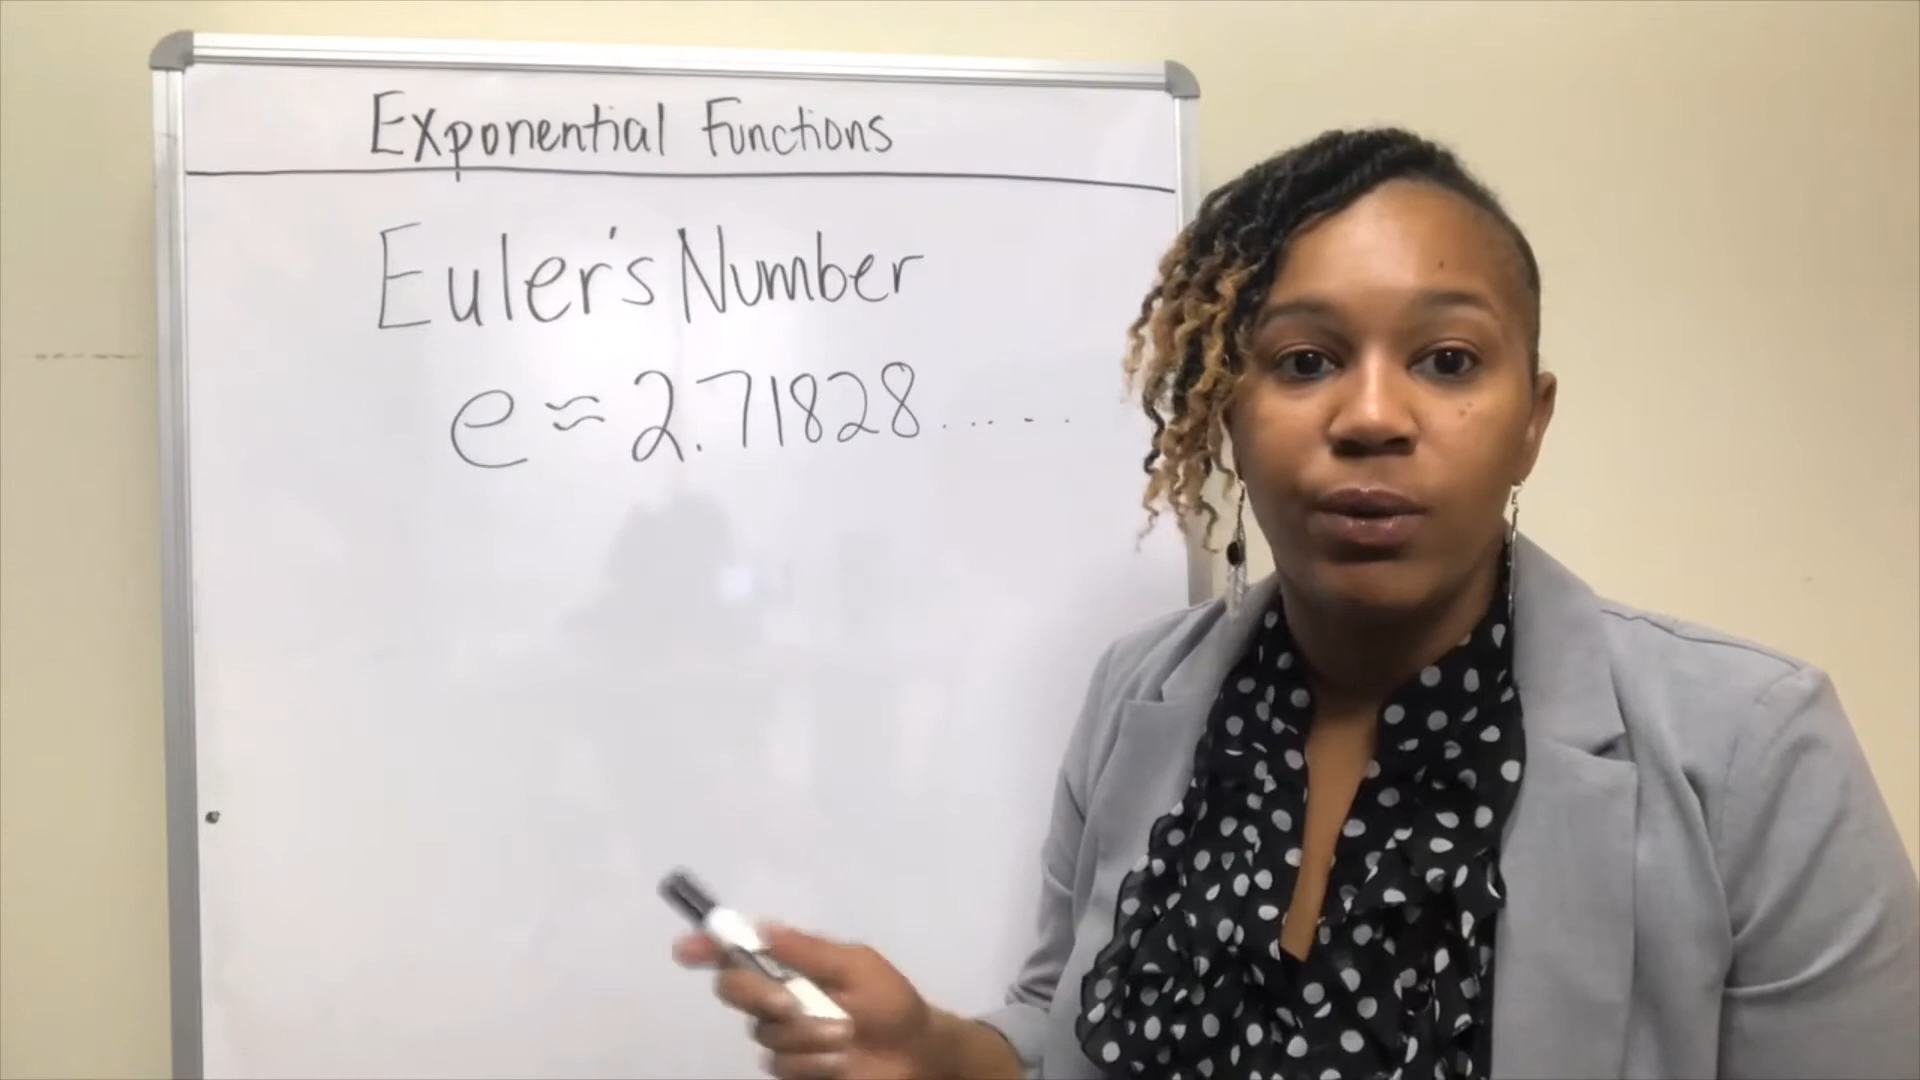 Exponential Functions
Euler's Number
e ≈ 2.71828.....